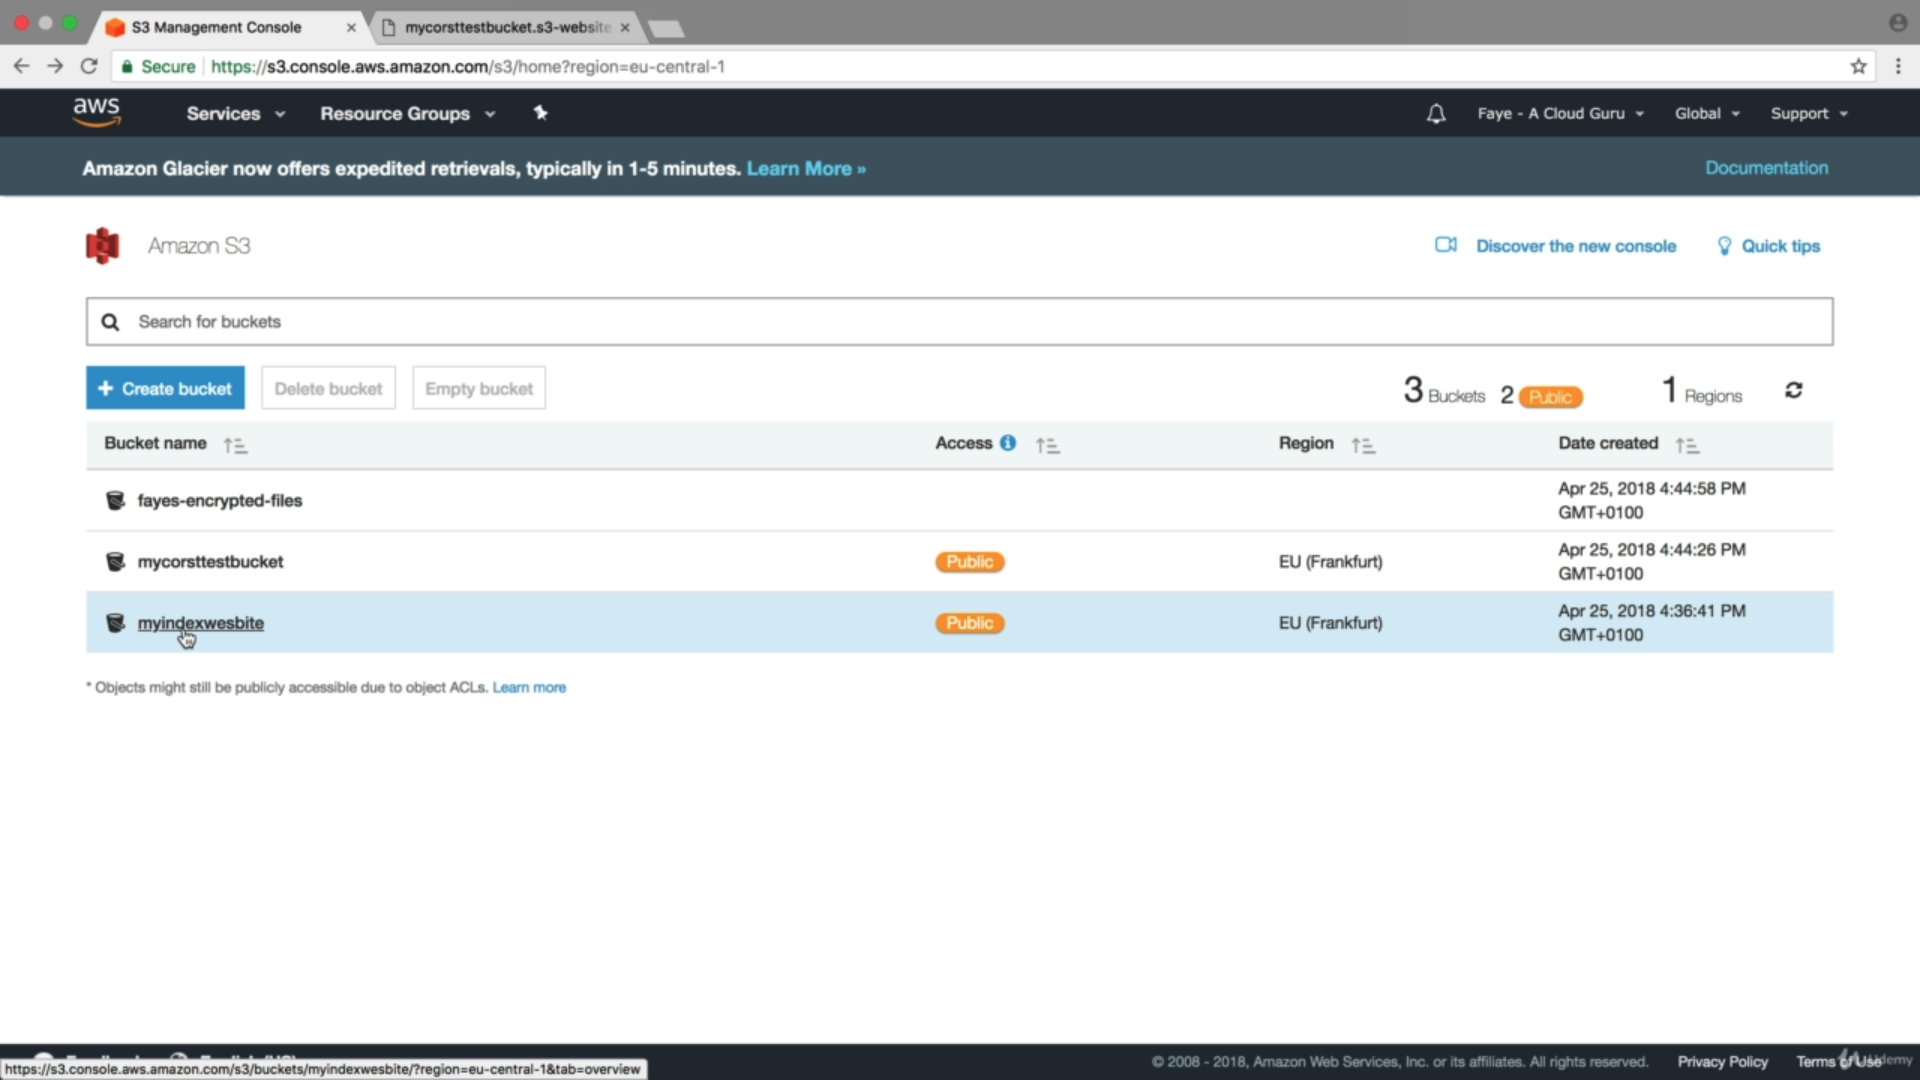 S3 Management Console
mycorsttestbucket.s3-website
Secure https://s3.console.aws.amazon.com/s3/home?region=eu-central-1
aws Services Resource Groups Faye - A Cloud Guru Global Support
Amazon Glacier now offers expedited retrievals, typically in 1-5 minutes. Learn More » Documentation
Amazon S3 Discover the new console Quick tips
Search for buckets
+ Create bucket Delete bucket Empty bucket 3 Buckets 2 Public 1 Regions
Bucket name Access Region Date created
fayes-encrypted-files Apr 25, 2018 4:44:58 PM
GMT+0100
mycorsttestbucket Public EU (Frankfurt) Apr 25, 2018 4:44:26 PM
GMT+0100
myindexwesbite Public EU (Frankfurt) Apr 25, 2018 4:36:41 PM
GMT+0100
* Objects might still be publicly accessible due to object ACLs. Learn more
© 2008 - 2018, Amazon Web Services, Inc. or its affiliates. All rights reserved. Privacy Policy Terms of Use
https://s3.console.aws.amazon.com/s3/buckets/myindexwesbite/?region=eu-central-1&tab=overview